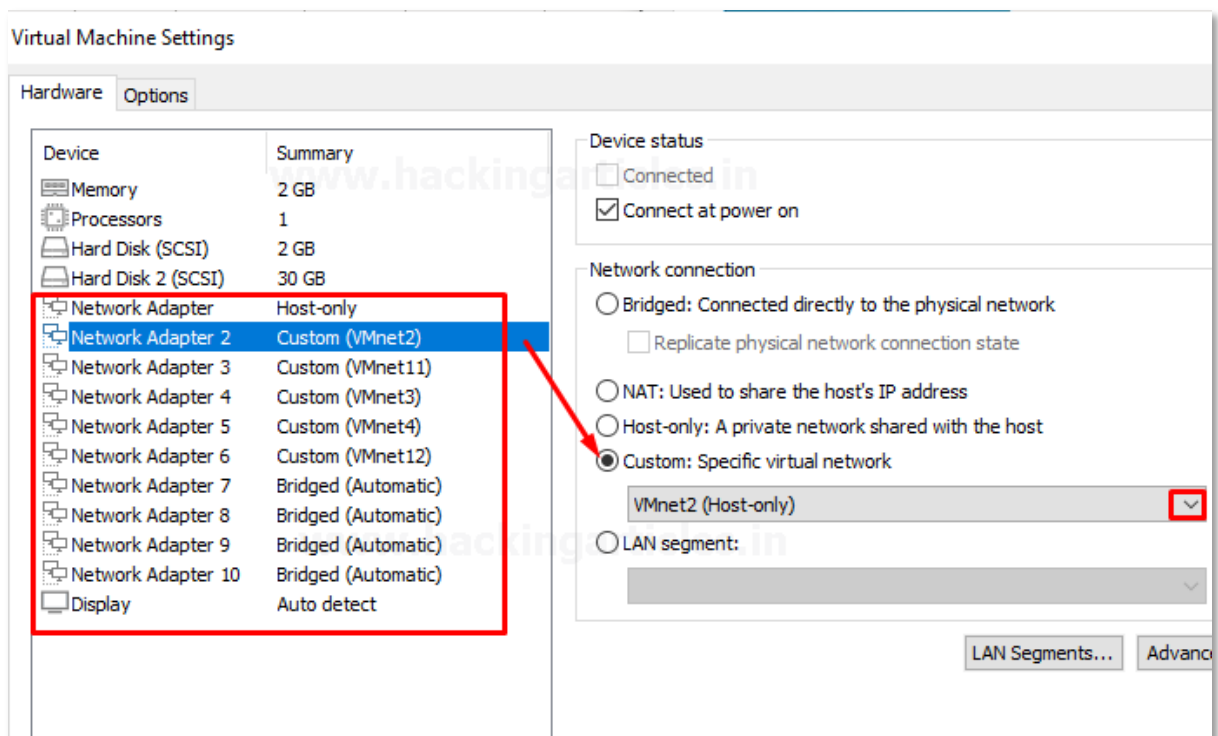 Virtual Machine Settings
Hardware Options
Device Summary
Memory 2 GB
Processors 1
Hard Disk (SCSI) 2 GB
Hard Disk 2 (SCSI) 30 GB
Network Adapter Host-only
Network Adapter 2 Custom (VMnet2)
Network Adapter 3 Custom (VMnet11)
Network Adapter 4 Custom (VMnet3)
Network Adapter 5 Custom (VMnet4)
Network Adapter 6 Custom (VMnet12)
Network Adapter 7 Bridged (Automatic)
Network Adapter 8 Bridged (Automatic)
Network Adapter 9 Bridged (Automatic)
Network Adapter 10 Bridged (Automatic)
Display Auto detect
Device status
Connected
Connect at power on
Network connection
Bridged: Connected directly to the physical network
Replicate physical network connection state
NAT: Used to share the host's IP address
Host-only: A private network shared with the host
Custom: Specific virtual network
VMnet2 (Host-only)
LAN segment:
LAN Segments... Advanc
www.hackingarticles.in
www.hackingarticles.in